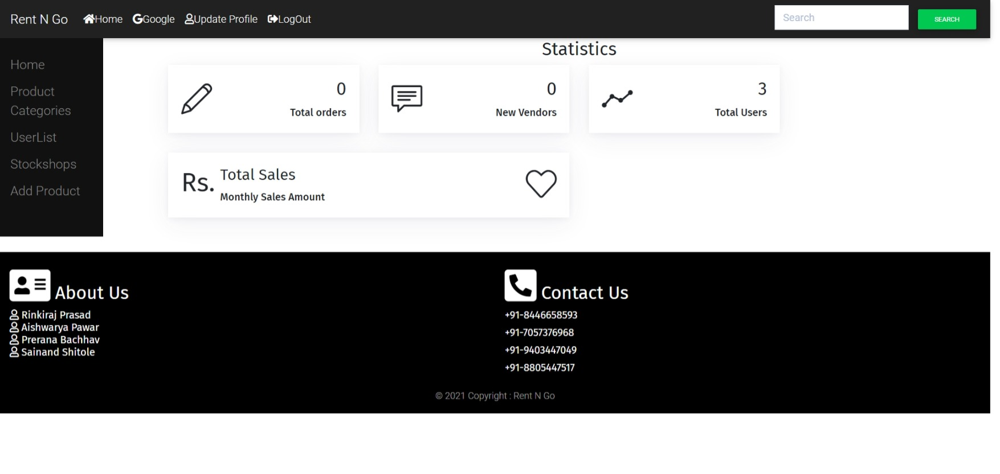 Rent N Go Home Google Update Profile LogOut Search SEARCH
Home
Product
Categories
UserList
Stockshops
Add Product
Statistics
0
Total orders
0
New Vendors
3
Total Users
Rs.
Total Sales
Monthly Sales Amount
About Us
Rinkiraj Prasad
Aishwarya Pawar
Prerana Bachhav
Sainand Shitole
Contact Us
+91-8446658593
+91-7057376968
+91-9403447049
+91-8805447517
© 2021 Copyright : Rent N Go